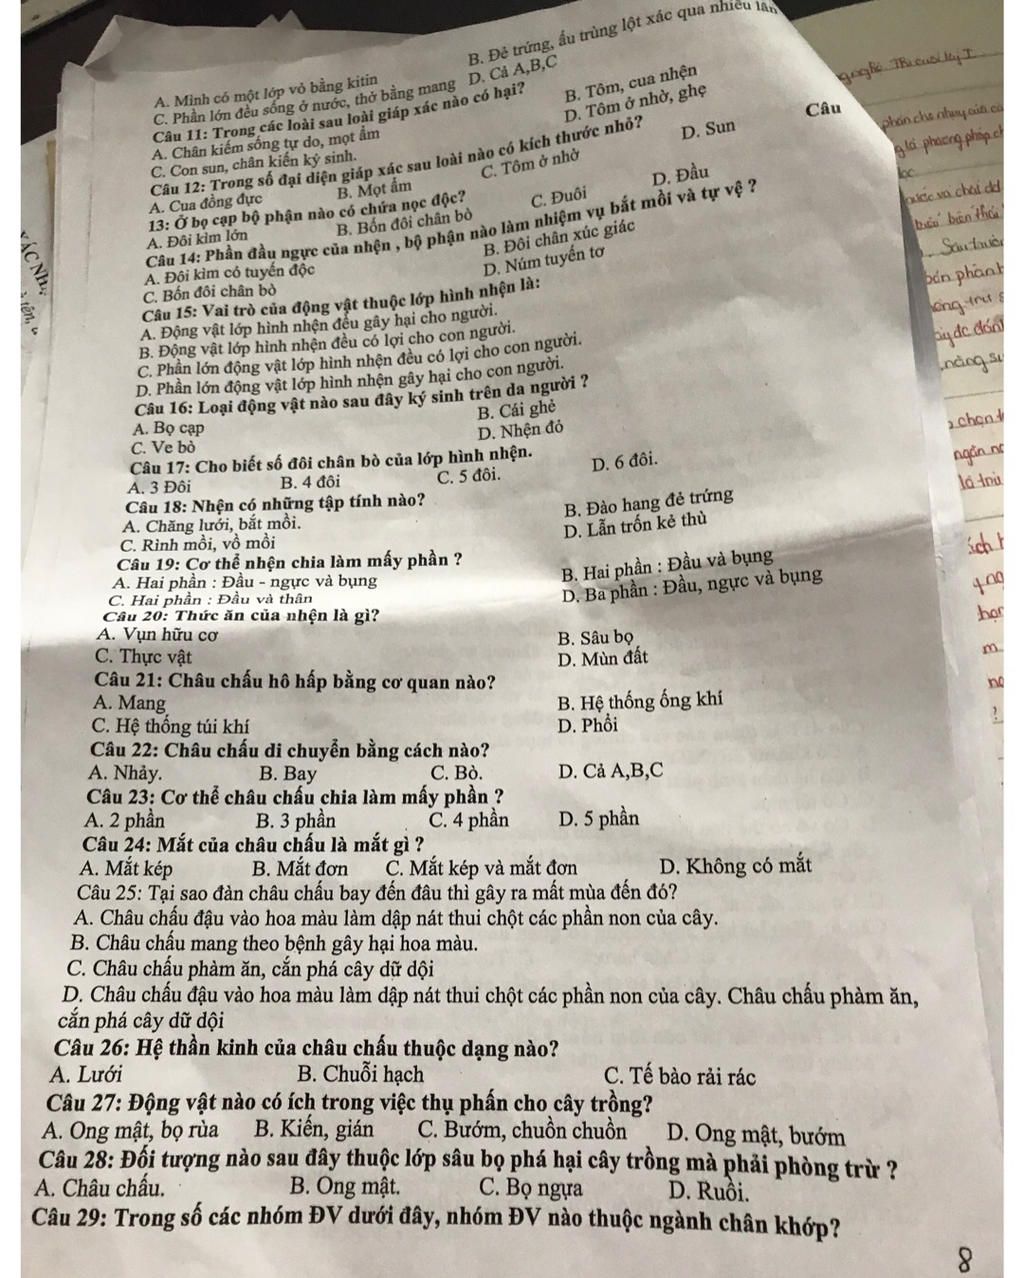 B. Đẻ trứng, ấu trùng lột xác qua nhiều lần
A. Mình có một lớp vỏ bằng kitin
C. Phần lớn đều sống ở nước, thở bằng mang D. Cả A,B,C
Câu 11: Trong các loài sau loài giáp xác nào có hại?
A. Chân kiếm sống tự do, mọt ẩm B. Tôm, cua nhện
C. Con sun, chân kiến ký sinh. D. Tôm ở nhờ, ghẹ
Câu 12: Trong số đại diện giáp xác sau loài nào có kích thước nhỏ?
A. Cua đồng đực B. Mọt ẩm C. Tôm ở nhờ D. Sun
Câu
13: Ở bọ cạp bộ phận nào có chứa nọc độc?
A. Đôi kìm lớn B. Bốn đôi chân bò C. Đuôi D. Đầu
Câu 14: Phần đầu ngực của nhện , bộ phận nào làm nhiệm vụ bắt mồi và tự vệ ?
A. Đôi kìm có tuyến độc B. Đôi chân xúc giác
C. Bốn đôi chân bò D. Núm tuyến tơ
Câu 15: Vai trò của động vật thuộc lớp hình nhện là:
A. Động vật lớp hình nhện đều gây hại cho người.
B. Động vật lớp hình nhện đều có lợi cho con người.
C. Phần lớn động vật lớp hình nhện đều có lợi cho con người.
D. Phần lớn động vật lớp hình nhện gây hại cho con người.
Câu 16: Loại động vật nào sau đây ký sinh trên da người ?
A. Bọ cạp B. Cái ghẻ
C. Ve bò D. Nhện đỏ
Câu 17: Cho biết số đôi chân bò của lớp hình nhện.
A. 3 Đôi B. 4 đôi C. 5 đôi. D. 6 đôi.
Câu 18: Nhện có những tập tính nào?
A. Chăng lưới, bắt mồi. B. Đào hang đẻ trứng
C. Rình mồi, vồ mồi D. Lẫn trốn kẻ thù
Câu 19: Cơ thể nhện chia làm mấy phần ?
A. Hai phần : Đầu - ngực và bụng B. Hai phần : Đầu và bụng
C. Hai phần : Đầu và thân D. Ba phần : Đầu, ngực và bụng
Câu 20: Thức ăn của nhện là gì?
A. Vụn hữu cơ B. Sâu bọ
C. Thực vật D. Mùn đất
Câu 21: Châu chấu hô hấp bằng cơ quan nào?
A. Mang B. Hệ thống ống khí
C. Hệ thống túi khí D. Phổi
Câu 22: Châu chấu di chuyển bằng cách nào?
A. Nhảy. B. Bay C. Bò. D. Cả A,B,C
Câu 23: Cơ thể châu chấu chia làm mấy phần ?
A. 2 phần B. 3 phần C. 4 phần D. 5 phần
Câu 24: Mắt của châu chấu là mắt gì ?
A. Mắt kép B. Mắt đơn C. Mắt kép và mắt đơn D. Không có mắt
Câu 25: Tại sao đàn châu chấu bay đến đâu thì gây ra mất mùa đến đó?
A. Châu chấu đậu vào hoa màu làm dập nát thui chột các phần non của cây.
B. Châu chấu mang theo bệnh gây hại hoa màu.
C. Châu chấu phàm ăn, cắn phá cây dữ dội
D. Châu chấu đậu vào hoa màu làm dập nát thui chột các phần non của cây. Châu chấu phàm ăn,
cắn phá cây dữ dội
Câu 26: Hệ thần kinh của châu chấu thuộc dạng nào?
A. Lưới B. Chuỗi hạch C. Tế bào rải rác
Câu 27: Động vật nào có ích trong việc thụ phấn cho cây trồng?
A. Ong mật, bọ rùa B. Kiến, gián C. Bướm, chuồn chuồn D. Ong mật, bướm
Câu 28: Đối tượng nào sau đây thuộc lớp sâu bọ phá hại cây trồng mà phải phòng trừ ?
A. Châu chấu. B. Ong mật. C. Bọ ngựa D. Ruồi.
Câu 29: Trong số các nhóm ĐV dưới đây, nhóm ĐV nào thuộc ngành chân khớp?
8